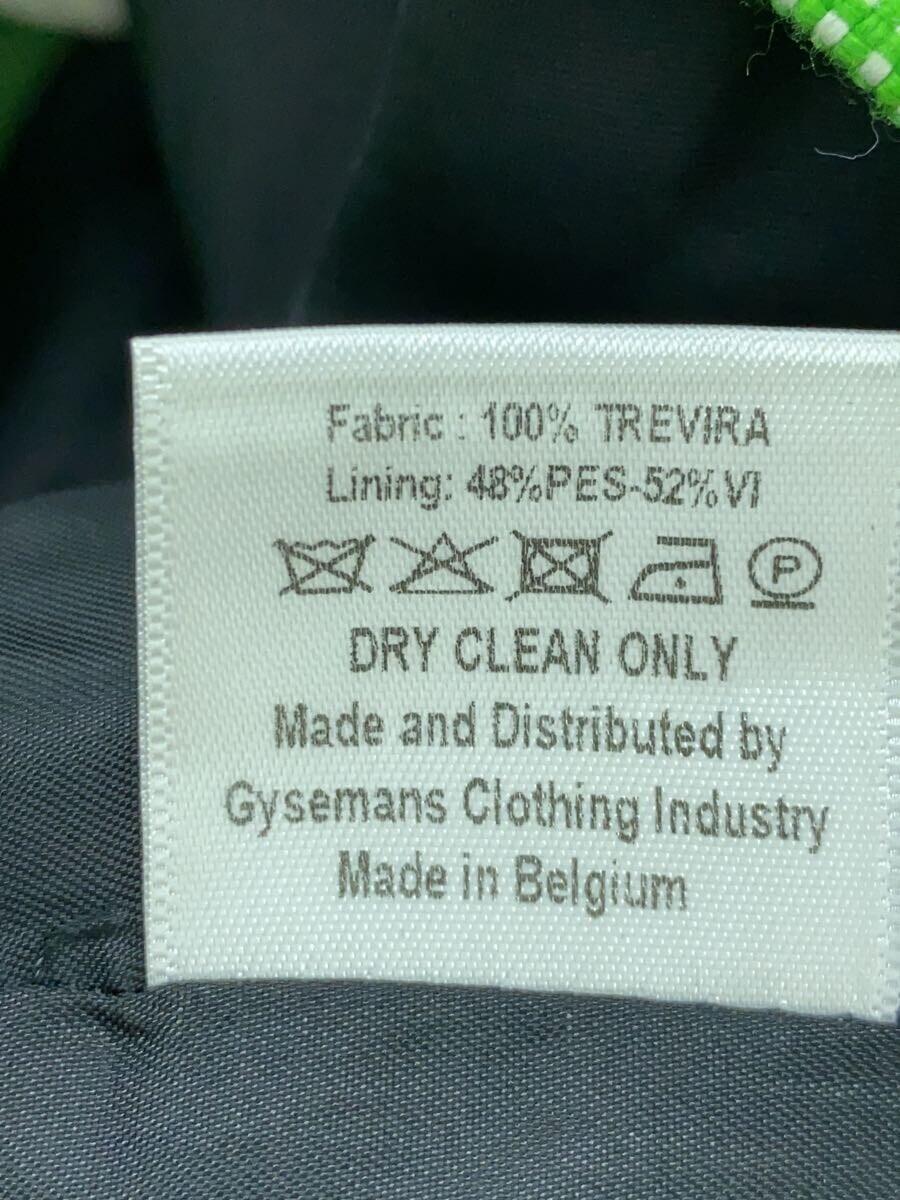 Fabric : 100% TREVIRA
Lining: 48%PES-52%VI
P
DRY CLEAN ONLY
Made and Distributed by
Gysemans Clothing Industry
Made in Belgium